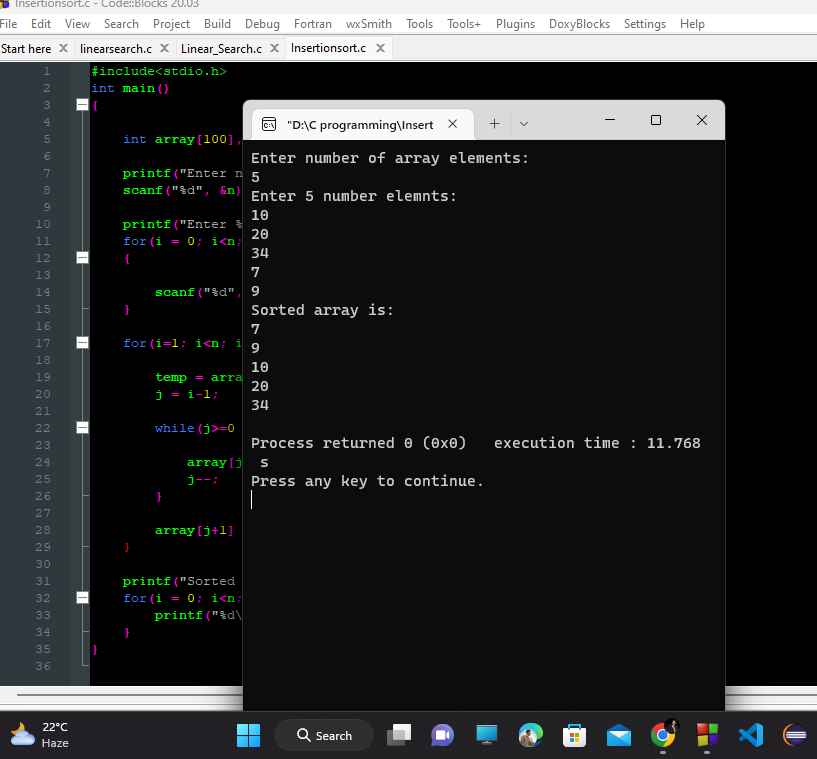 Insertionsort.c - Code::Blocks 20.03
File Edit View Search Project Build Debug Fortran wxSmith Tools Tools+ Plugins DoxyBlocks Settings Help
Start here linearsearch.c Linear_Search.c Insertionsort.c
1 #include<stdio.h>
2 int main()
3 {
4
5 int array[100],
6
7 printf("Enter n
8 scanf("%d", &n)
9
10 printf("Enter %
11 for(i = 0; i<n;
12 {
13
14 scanf("%d",
15 }
16
17 for(i=1; i<n; i
18
19 temp = arra
20 j = i-1;
21
22 while(j>=0
23
24 array[j
25 j--;
26 }
27
28 array[j+1]
29 }
30
31 printf("Sorted
32 for(i = 0; i<n;
33 printf("%d\
34 }
35 }
36
"D:\C programming\Insert
Enter number of array elements:
5
Enter 5 number elemnts:
10
20
34
7
9
Sorted array is:
7
9
10
20
34
Process returned 0 (0x0) execution time : 11.768
s
Press any key to continue.
22°C
Haze
Search